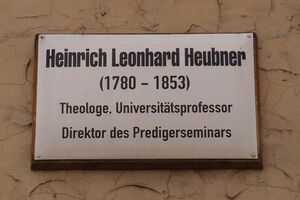 Heinrich Leonhard Heubner
(1780 – 1853)
Theologe, Universitätsprofessor
Direktor des Predigerseminars